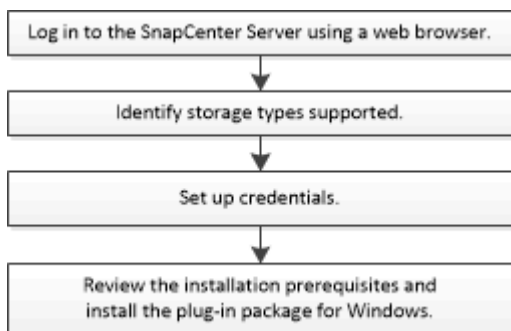 Log in to the SnapCenter Server using a web browser.
Identify storage types supported.
Set up credentials.
Review the installation prerequisites and
install the plug-in package for Windows.